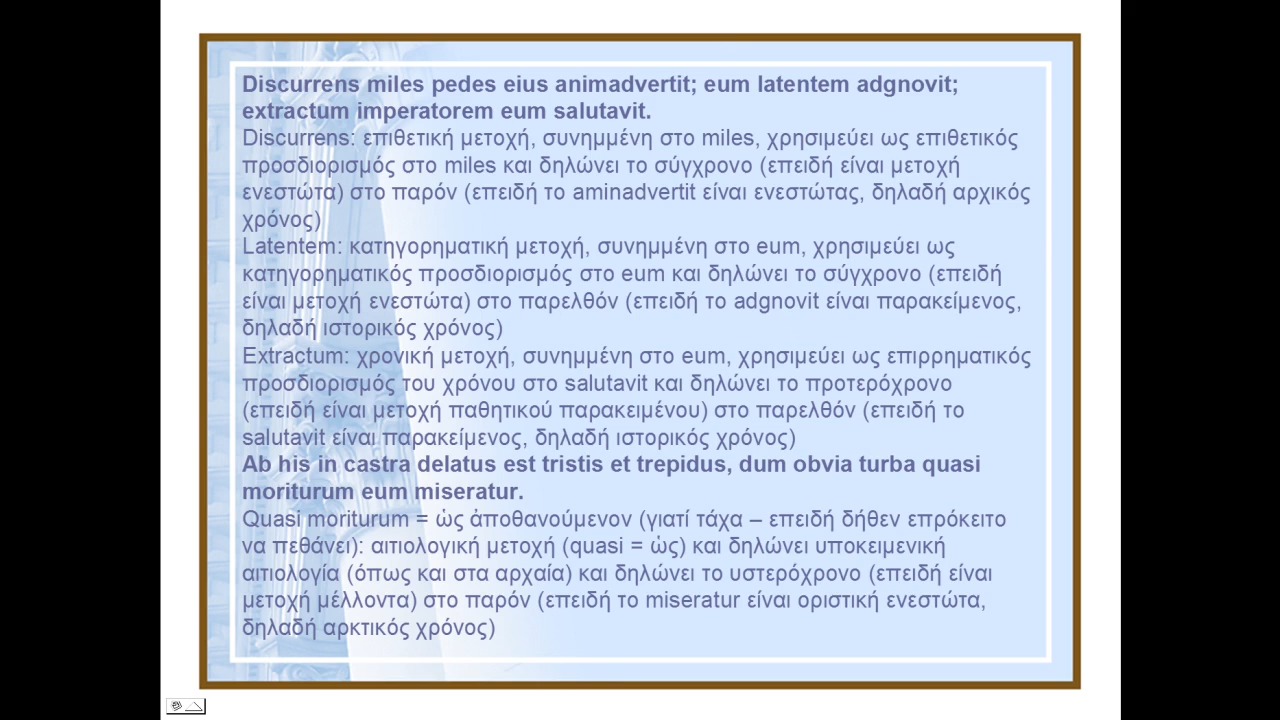 Discurrens miles pedes eius animadvertit; eum latentem adgnovit;
extractum imperatorem eum salutavit.
Discurrens: επιθετική μετοχή, συνημμένη στο miles, χρησιμεύει ως επιθετικός
προσδιορισμός στο miles και δηλώνει το σύγχρονο (επειδή είναι μετοχή
ενεστώτα) στο παρόν (επειδή το aminadvertit είναι ενεστώτας, δηλαδή αρχικός
χρόνος)
Latentem: κατηγορηματική μετοχή, συνημμένη στο eum, χρησιμεύει ως
κατηγορηματικός προσδιορισμός στο eum και δηλώνει το σύγχρονο (επειδή
είναι μετοχή ενεστώτα) στο παρελθόν (επειδή το adgnovit είναι παρακείμενος,
δηλαδή ιστορικός χρόνος)
Extractum: χρονική μετοχή, συνημμένη στο eum, χρησιμεύει ως επιρρηματικός
προσδιορισμός του χρόνου στο salutavit και δηλώνει το προτερόχρονο
(επειδή είναι μετοχή παθητικού παρακειμένου) στο παρελθόν (επειδή το
salutavit είναι παρακείμενος, δηλαδή ιστορικός χρόνος)
Ab his in castra delatus est tristis et trepidus, dum obvia turba quasi
moriturum eum miseratur.
Quasi moriturum = ὡς ἀποθανούμενον (γιατί τάχα – επειδή δήθεν επρόκειτο
να πεθάνει): αιτιολογική μετοχή (quasi = ὡς) και δηλώνει υποκειμενική
αιτιολογία (όπως και στα αρχαία) και δηλώνει το υστερόχρονο (επειδή είναι
μετοχή μέλλοντα) στο παρόν (επειδή το miseratur είναι οριστική ενεστώτα,
δηλαδή αρκτικός χρόνος)